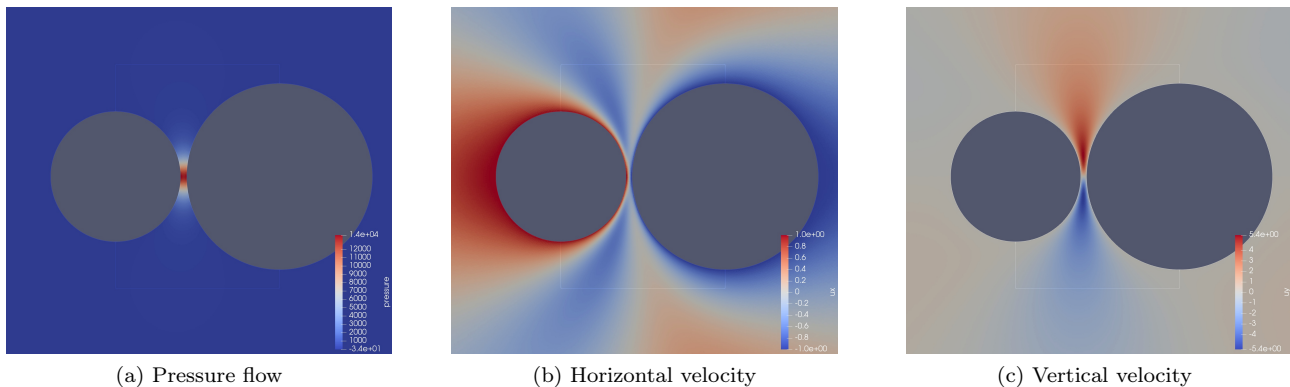 1.4e+04
12000
11000
10000
9000
8000
7000
6000
5000
4000
3000
2000
1000
-3.4e+01
pressure
1.0e+00
0.8
0.6
0.4
0.2
0
-0.2
-0.4
-0.6
-0.8
-1.0e+00
ux
5.4e+00
4
3
2
1
0
-1
-2
-3
-4
-5.4e+00
uy
(a) Pressure flow
(b) Horizontal velocity
(c) Vertical velocity